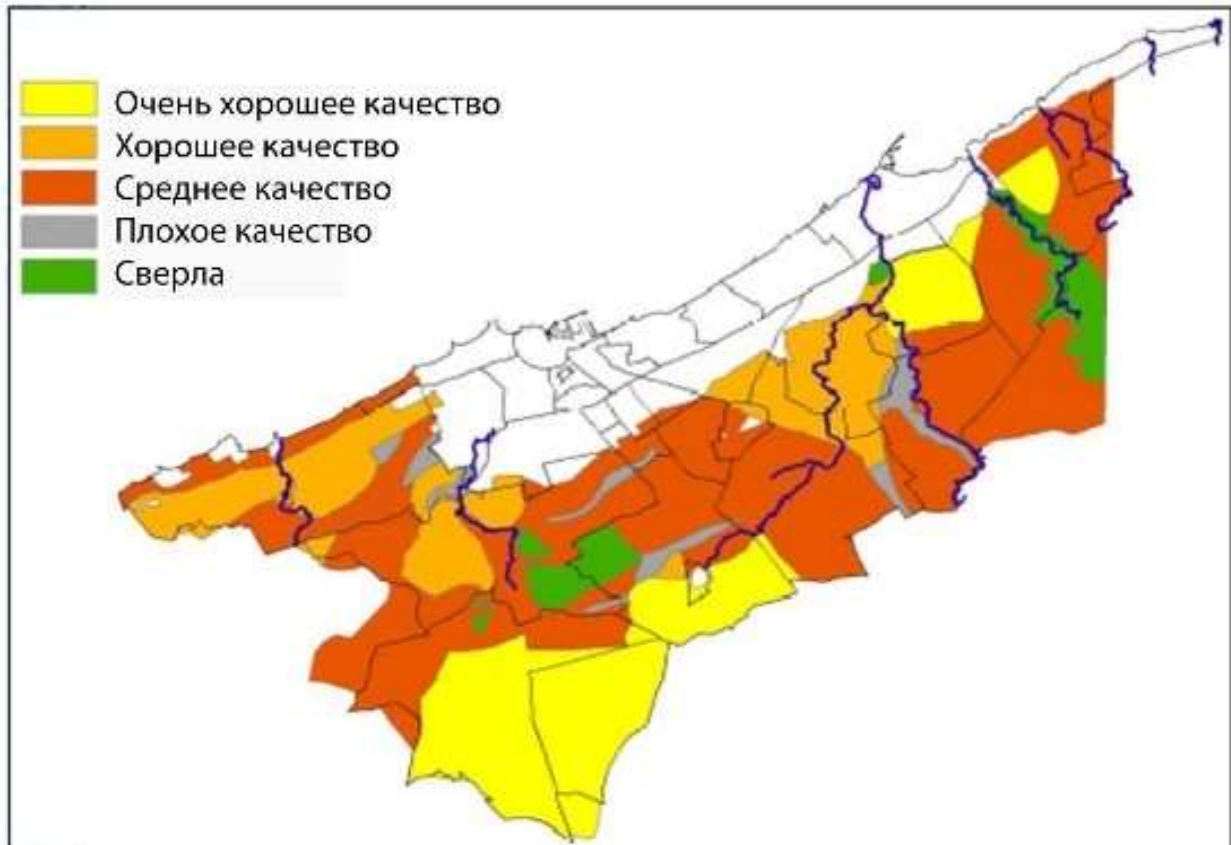 Очень хорошее качество
Хорошее качество
Среднее качество
Плохое качество
Сверла